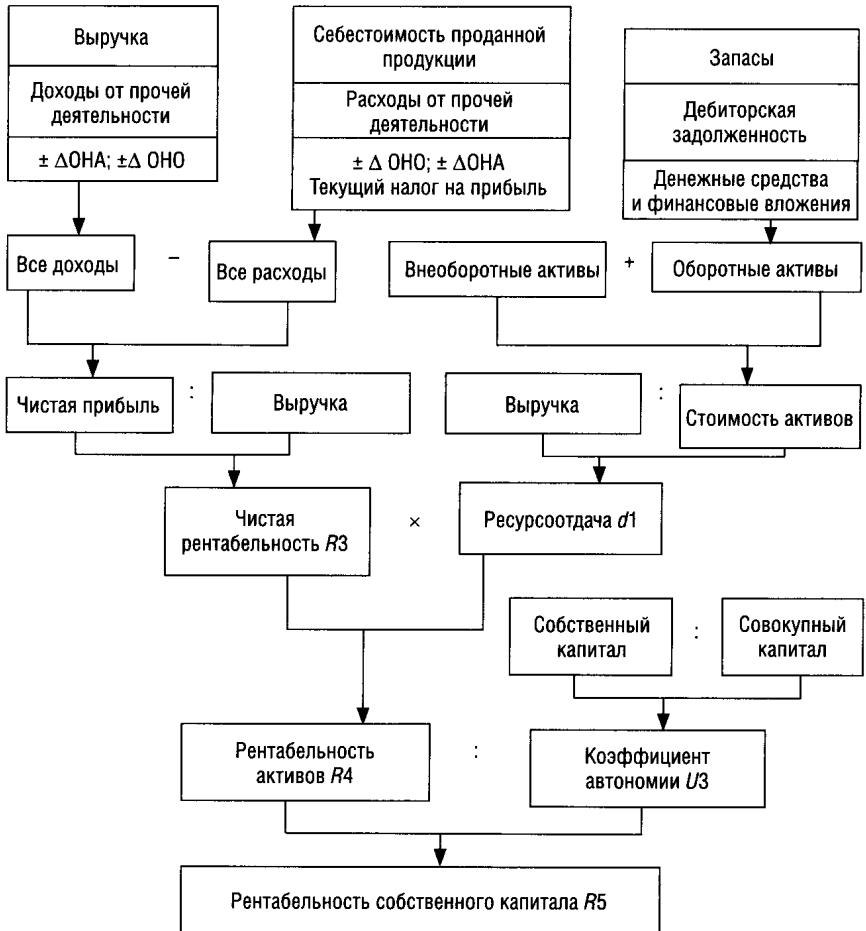 Выручка
Доходы от прочей
деятельности
± ΔОНА; ±Δ ОНО
Себестоимость проданной
продукции
Расходы от прочей
деятельности
± Δ ОНО; ± ΔОНА
Текущий налог на прибыль
Запасы
Дебиторская
задолженность
Денежные средства
и финансовые вложения
Все доходы
–
Все расходы
Внеоборотные активы
+
Оборотные активы
Чистая прибыль
:
Выручка
Выручка
:
Стоимость активов
Чистая
рентабельность R3
×
Ресурсоотдача d1
Собственный
капитал
:
Совокупный
капитал
Рентабельность
активов R4
:
Коэффициент
автономии U3
Рентабельность собственного капитала R5